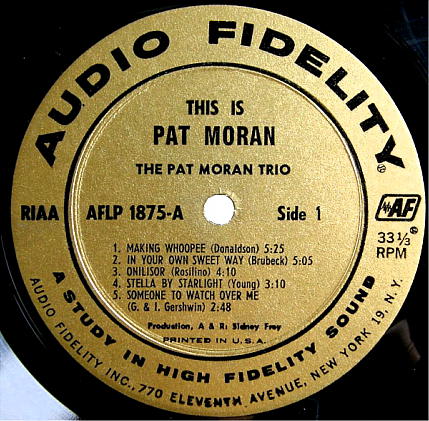 AUDIO FIDELITY®
THIS IS
PAT MORAN
THE PAT MORAN TRIO
RIAA AFLP 1875-A Side 1 AF
33⅓
RPM
1. MAKING WHOOPEE (Donaldson) 5:25
2. IN YOUR OWN SWEET WAY (Brubeck) 5:05
3. ONILISOR (Rosilino) 4:10
4. STELLA BY STARLIGHT (Young) 3:10
5. SOMEONE TO WATCH OVER ME
(G. & I. Gershwin) 2:48
Production, A & R: Sidney Frey
PRINTED IN U.S.A.
A STUDY IN HIGH FIDELITY SOUND
AUDIO FIDELITY INC., 770 ELEVENTH AVENUE, NEW YORK 19, N. Y.